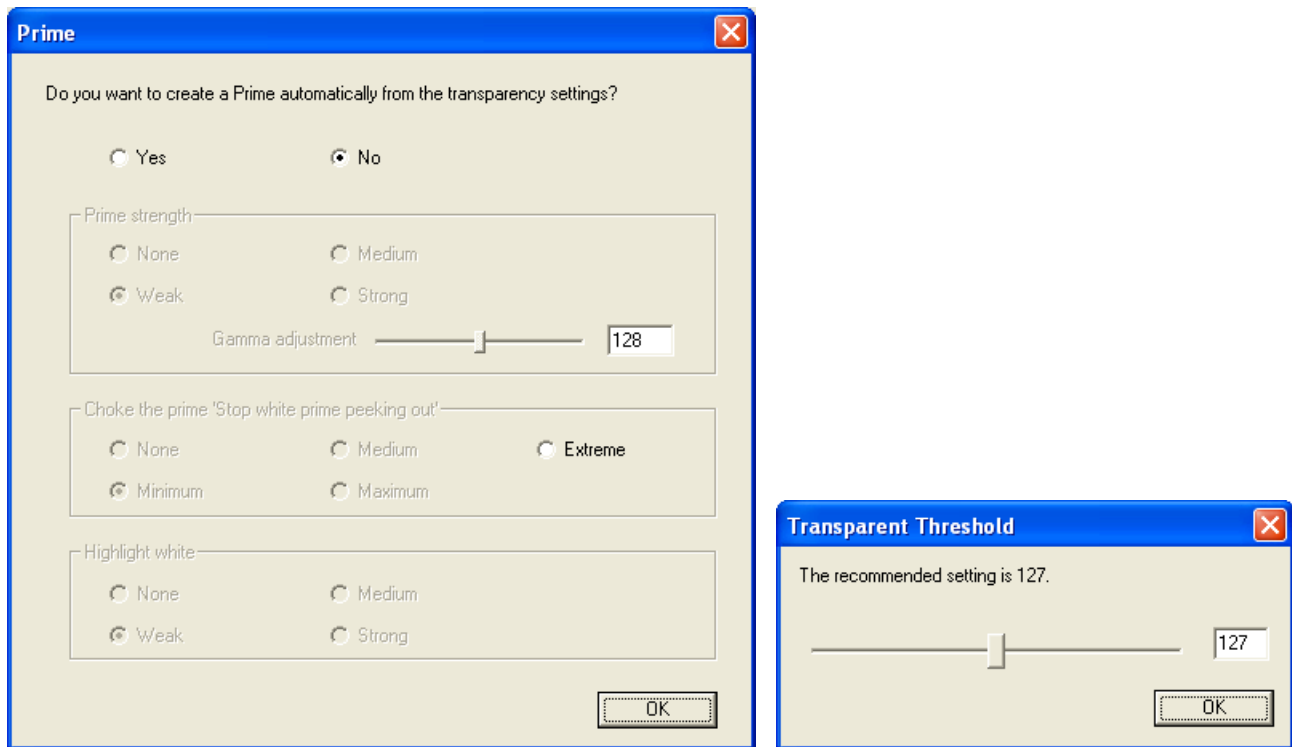 Prime
Do you want to create a Prime automatically from the transparency settings?
Yes No
Prime strength
None Medium
Weak Strong
Gamma adjustment 128
Choke the prime 'Stop white prime peeking out'
None Medium Extreme
Minimum Maximum
Highlight white
None Medium
Weak Strong
OK
Transparent Threshold
The recommended setting is 127.
127
OK